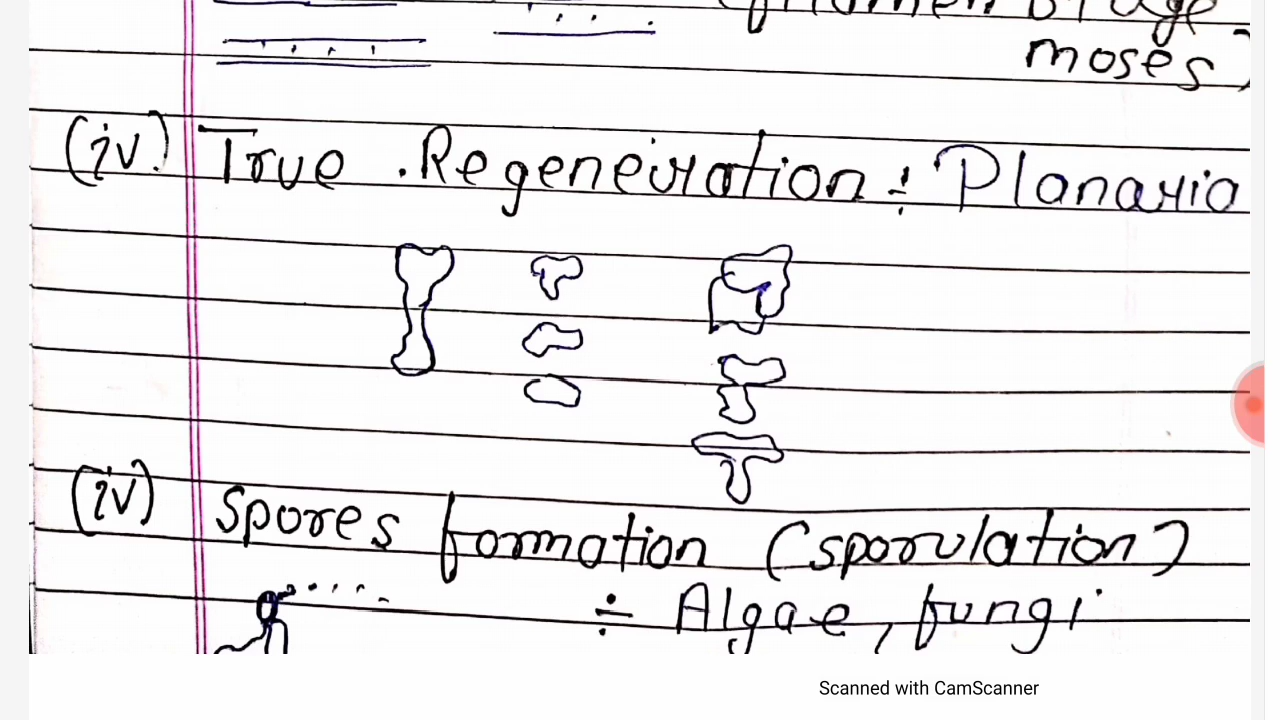 moses)
(iv) True .Regeneration ÷ Planaria
(iv) Spores formation (sporulation)
÷ Algae, fungi
Scanned with CamScanner